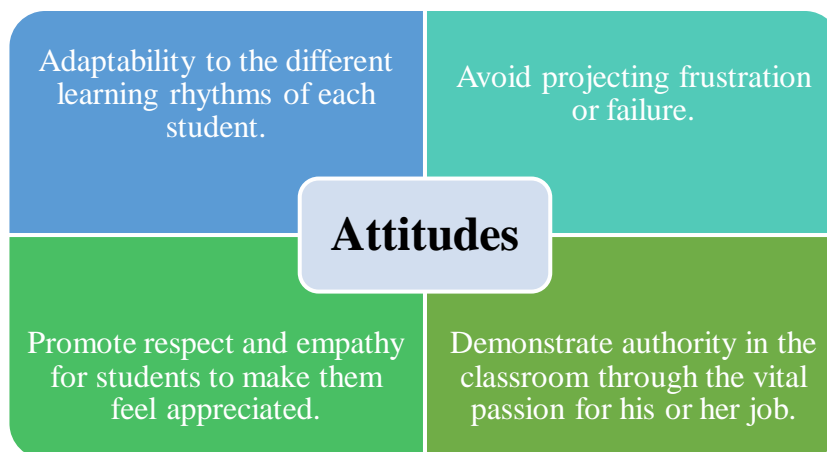 Adaptability to the different
learning rhythms of each
student.
Avoid projecting frustration
or failure.
Attitudes
Promote respect and empathy
for students to make them
feel appreciated.
Demonstrate authority in the
classroom through the vital
passion for his or her job.